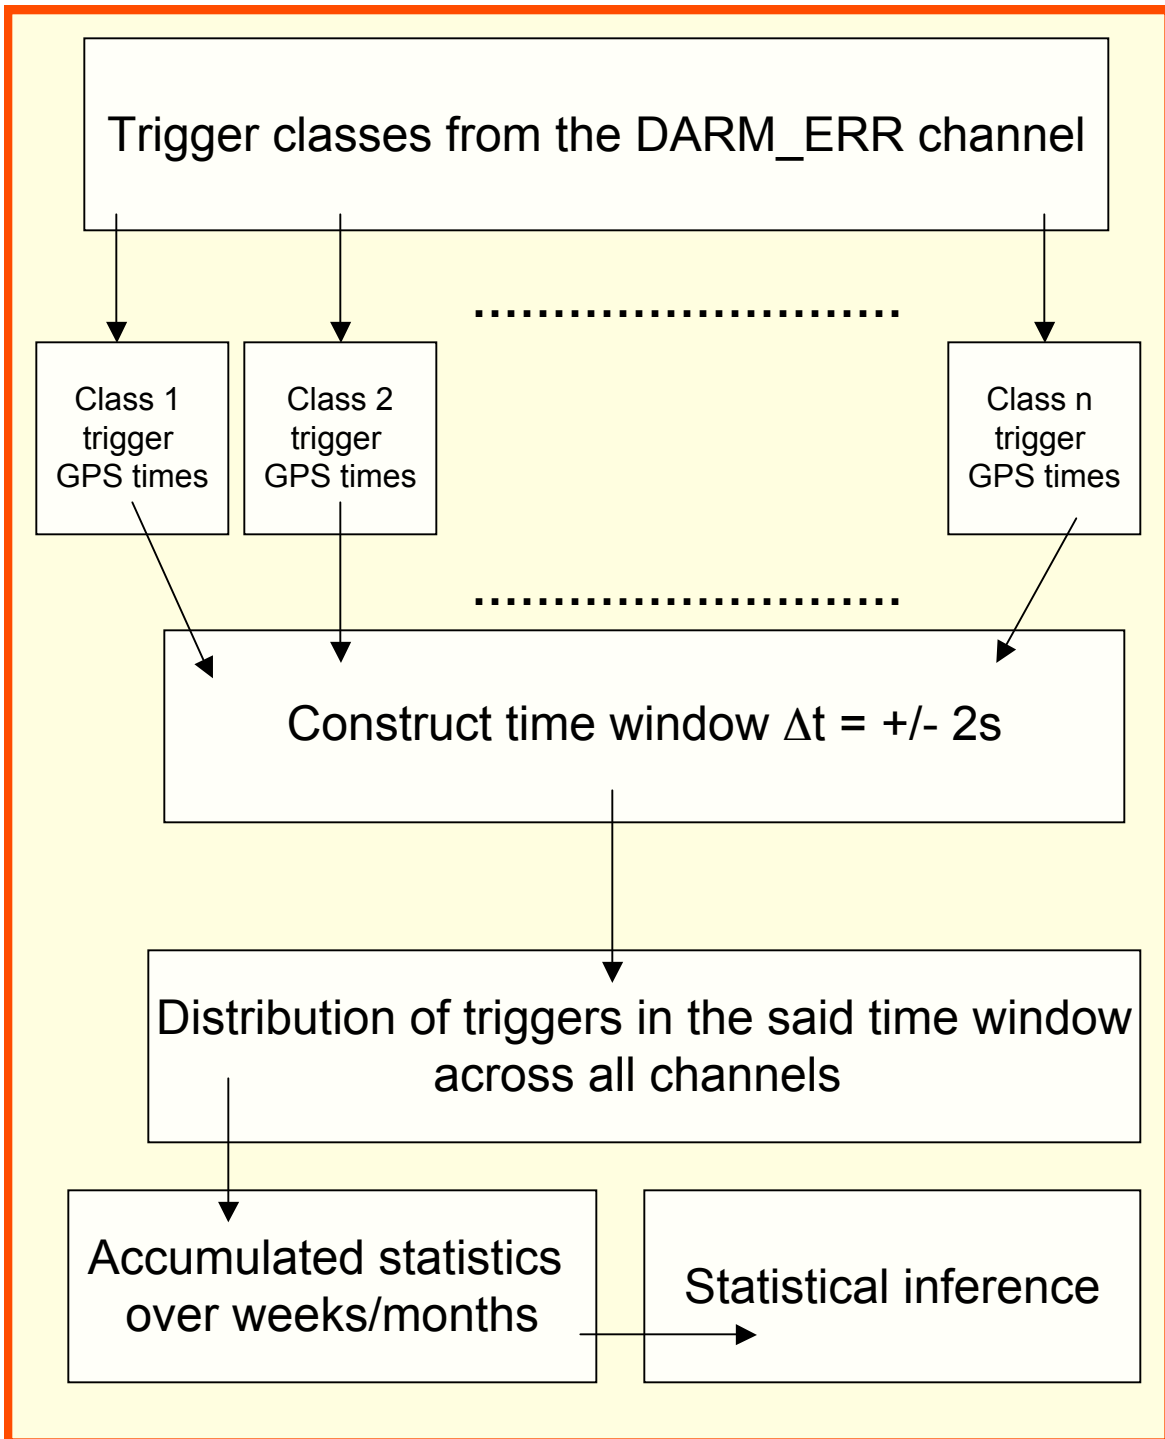 Trigger classes from the DARM_ERR channel
...........................
Class 1
trigger
GPS times
Class 2
trigger
GPS times
Class n
trigger
GPS times
...........................
Construct time window Δt = +/- 2s
Distribution of triggers in the said time window
across all channels
Accumulated statistics
over weeks/months
Statistical inference